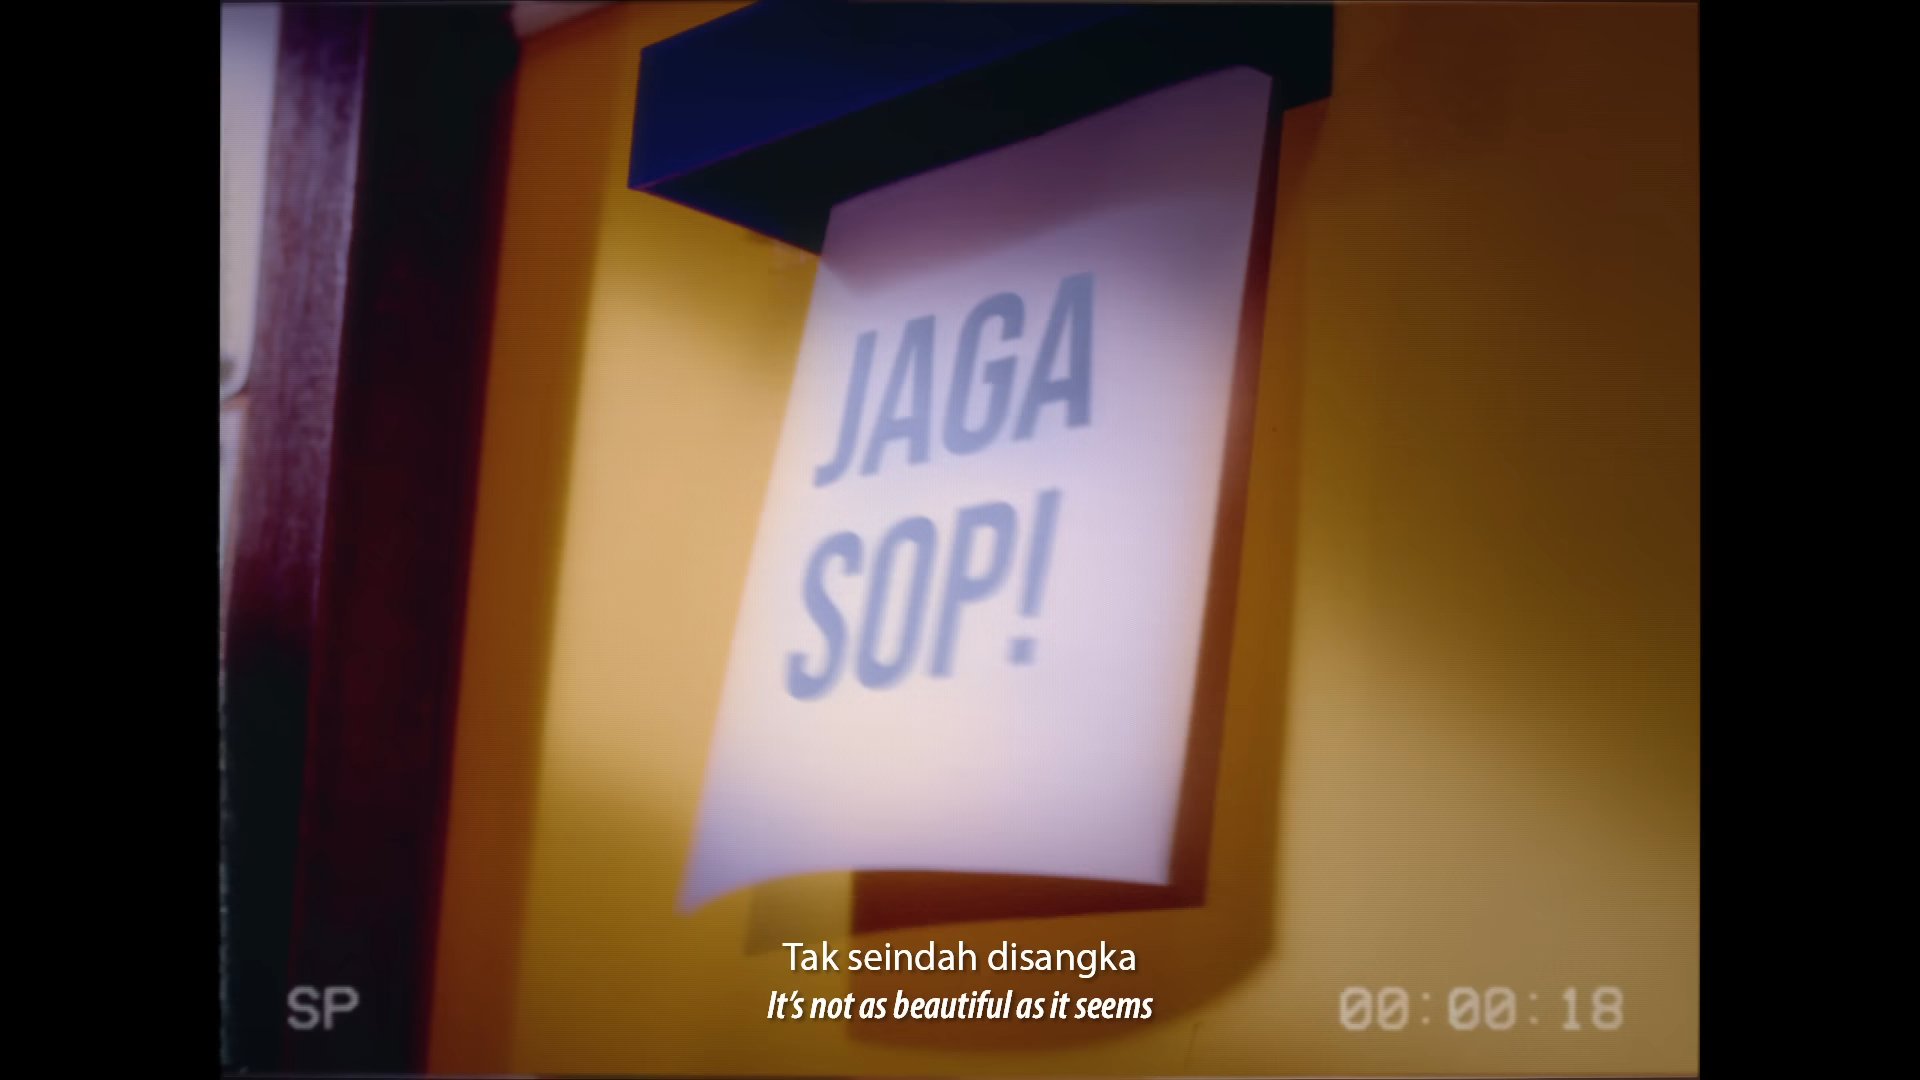 JAGA
SOP!
Tak seindah disangka
It's not as beautiful as it seems
SP
00:00:18